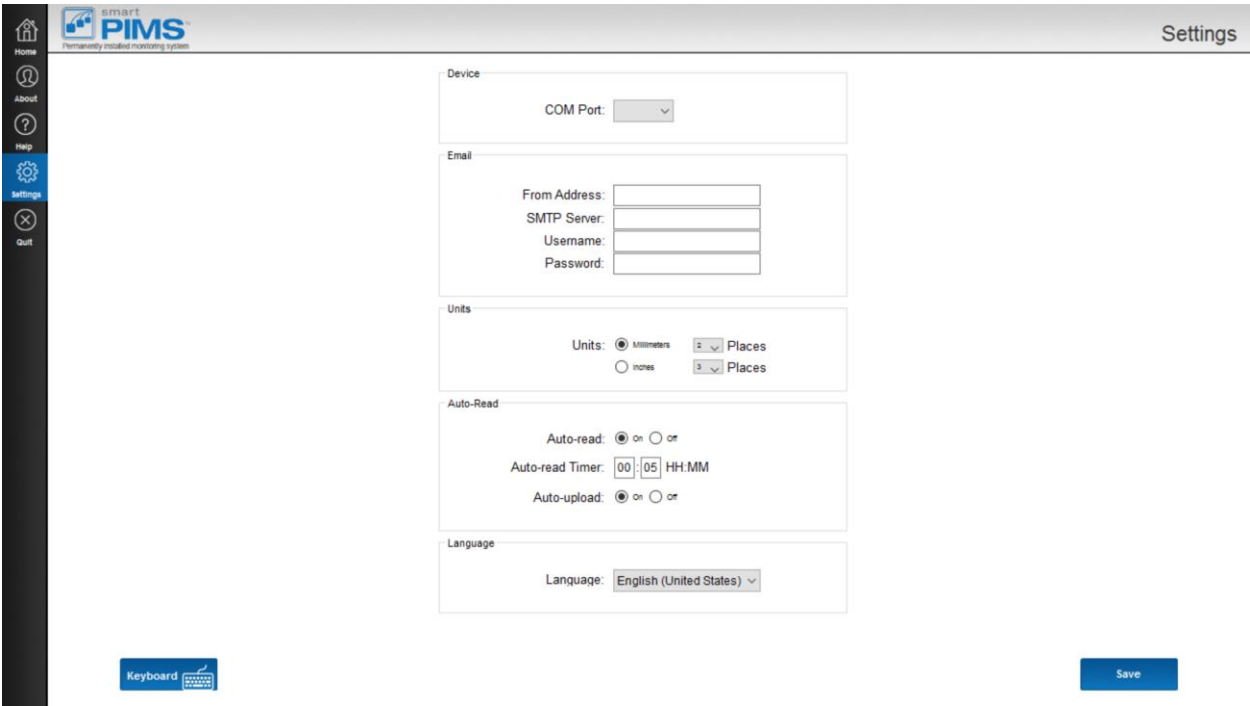 smart
PIMS™
Permanently installed monitoring system
Settings
Home
About
Help
Settings
Quit
Device
COM Port:
Email
From Address:
SMTP Server:
Username:
Password:
Units
Units: Millimeters 2 Places
Inches 3 Places
Auto-Read
Auto-read: On Off
Auto-read Timer: 00 : 05 HH:MM
Auto-upload: On Off
Language
Language: English (United States)
Keyboard
Save